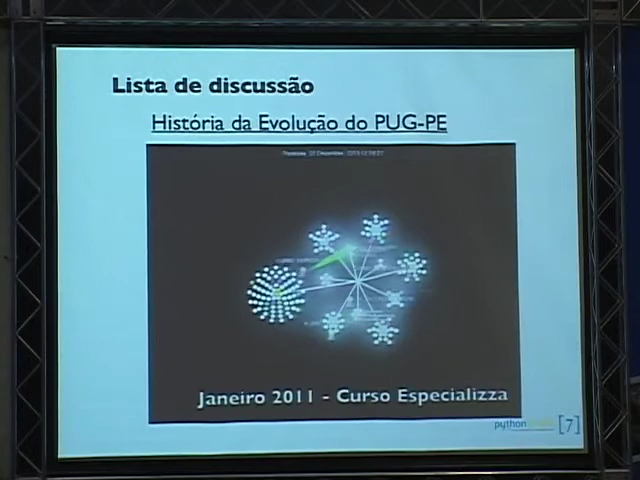 Lista de discussão
História da Evolução do PUG-PE
Janeiro 2011 - Curso Especializza
python
[7]